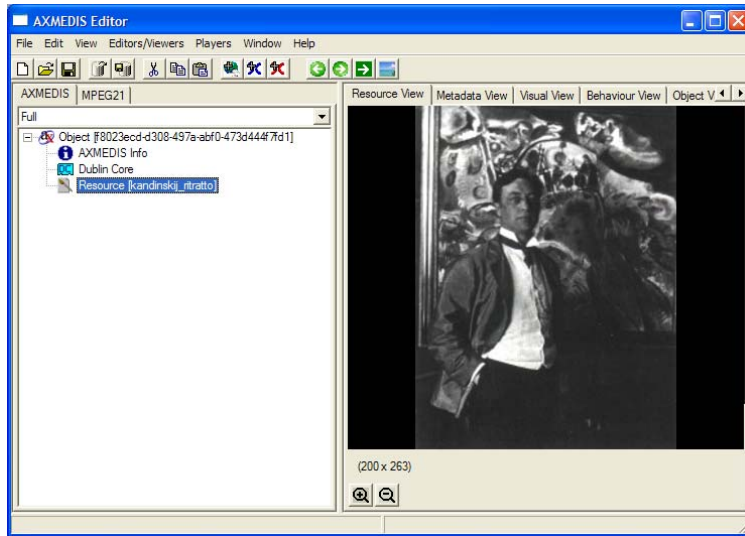 AXMEDIS Editor
File Edit View Editors/Viewers Players Window Help
AXMEDIS MPEG21
Full
Object [f8023ecd-d308-497a-abf0-473d444f7fd1]
AXMEDIS Info
Dublin Core
Resource [kandinskij_ritratto]
Resource View Metadata View Visual View Behaviour View Object V
(200 x 263)